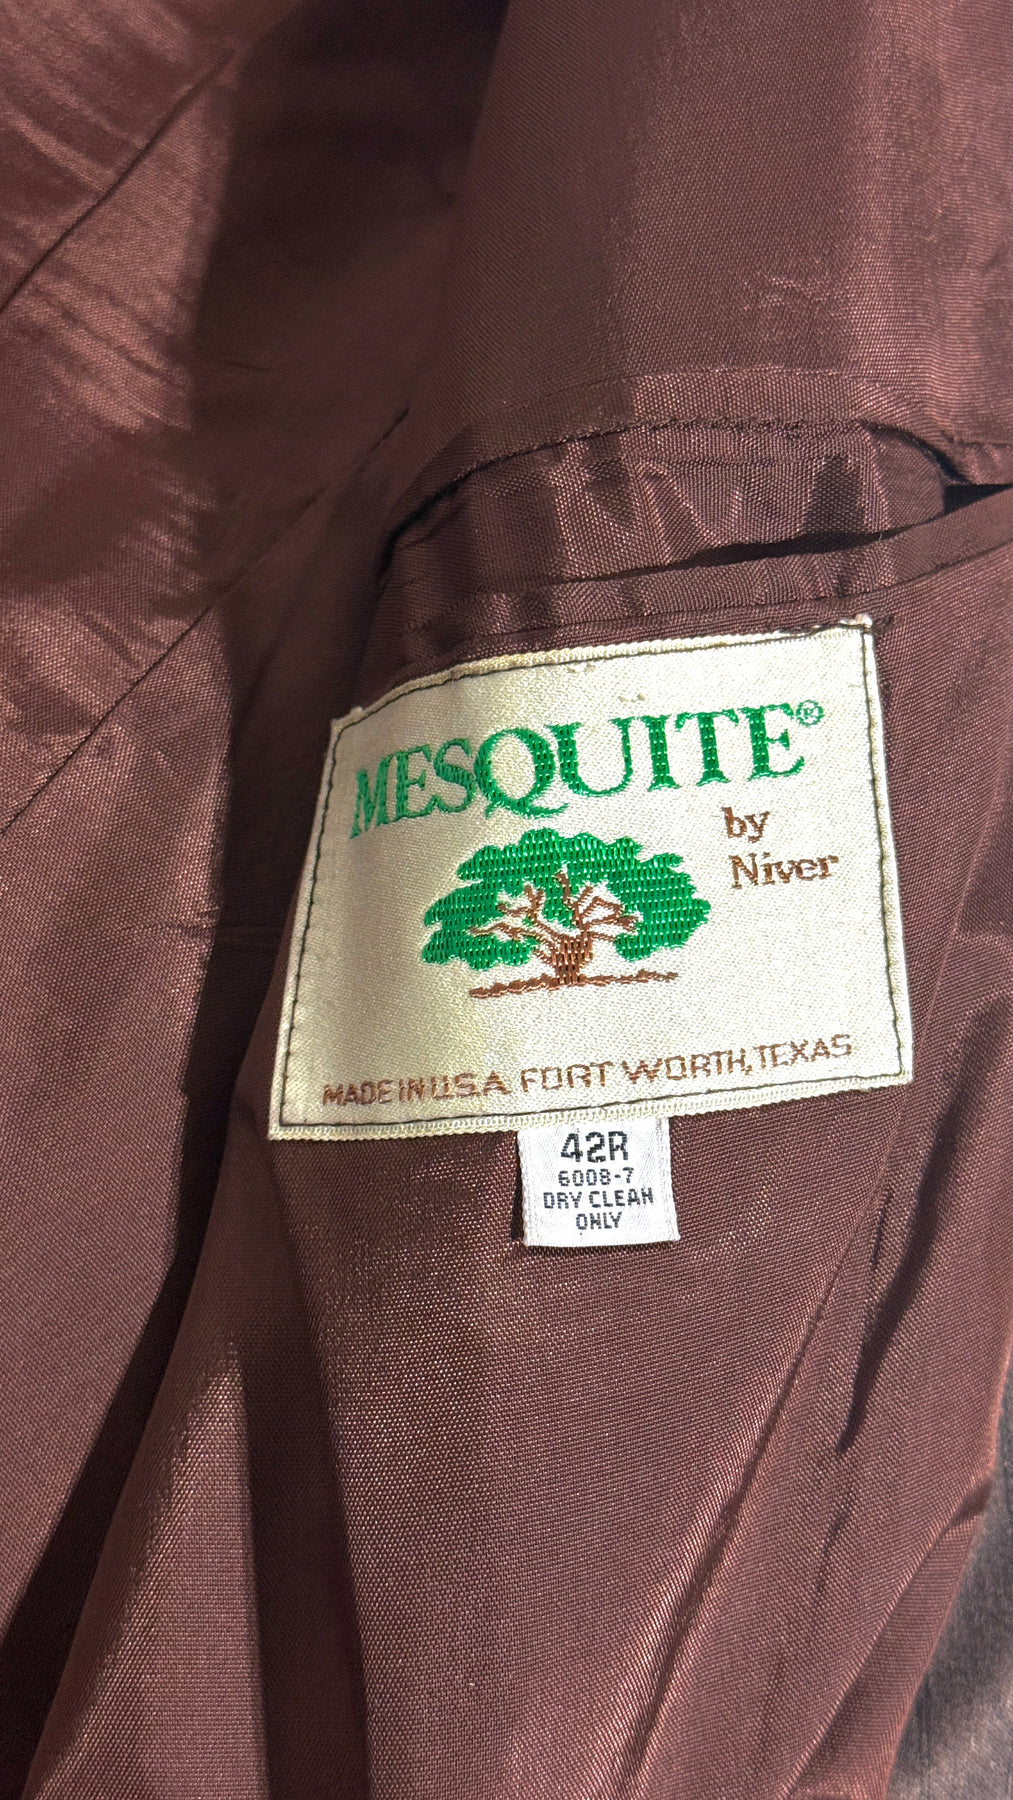 MESQUITE®
by
Niver
MADE IN U.S.A. FORT WORTH, TEXAS
42R
6008-7
DRY CLEAN
ONLY